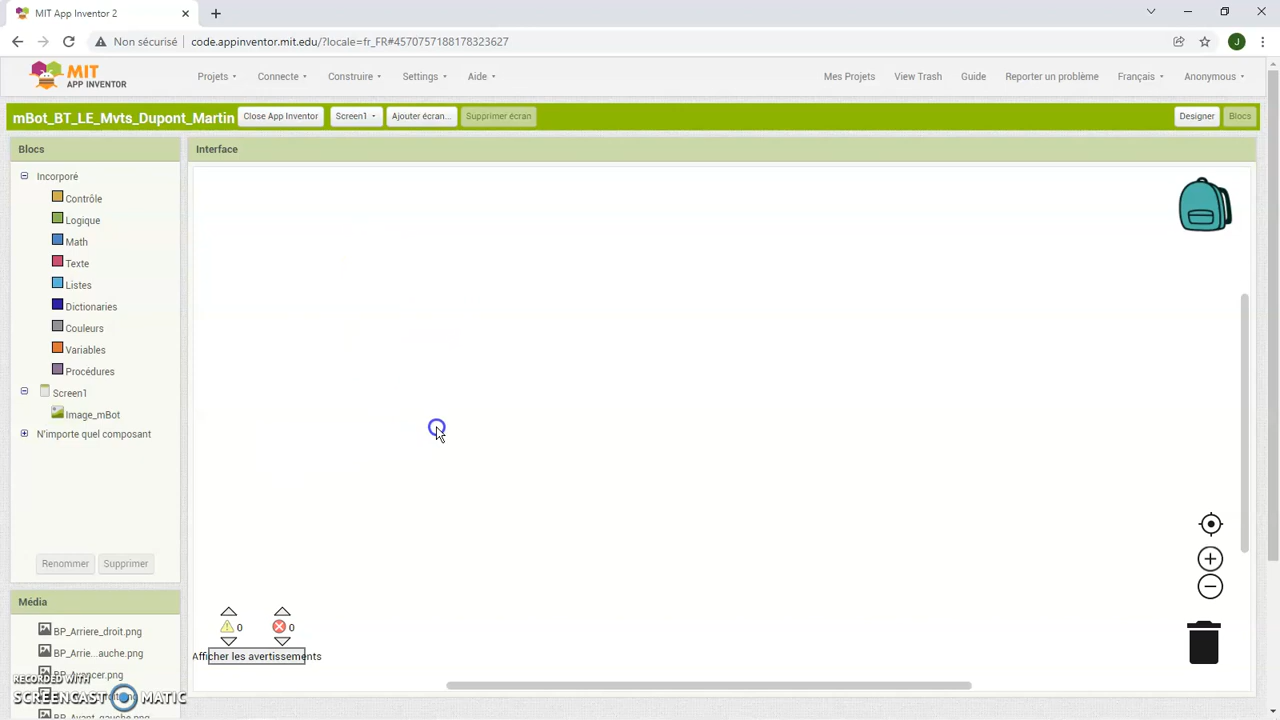 MIT App Inventor 2
Non sécurisé
code.appinventor.mit.edu/?locale=fr_FR#4570757188178323627
J
MIT
APP INVENTOR
Projets
Connecte
Construire
Settings
Aide
Mes Projets
View Trash
Guide
Reporter un problème
Français
Anonymous
mBot_BT_LE_Mvts_Dupont_Martin
Close App Inventor
Screen1
Ajouter écran...
Supprimer écran
Designer
Blocs
Blocs
Interface
Incorporé
Contrôle
Logique
Math
Texte
Listes
Dictionaries
Couleurs
Variables
Procédures
Screen1
Image_mBot
N'importe quel composant
Renommer
Supprimer
Média
BP_Arriere_droit.png
BP_Arrie...auche.png
0
0
Afficher les avertissements
RECORDED WITH
SCREENCAST MATIC